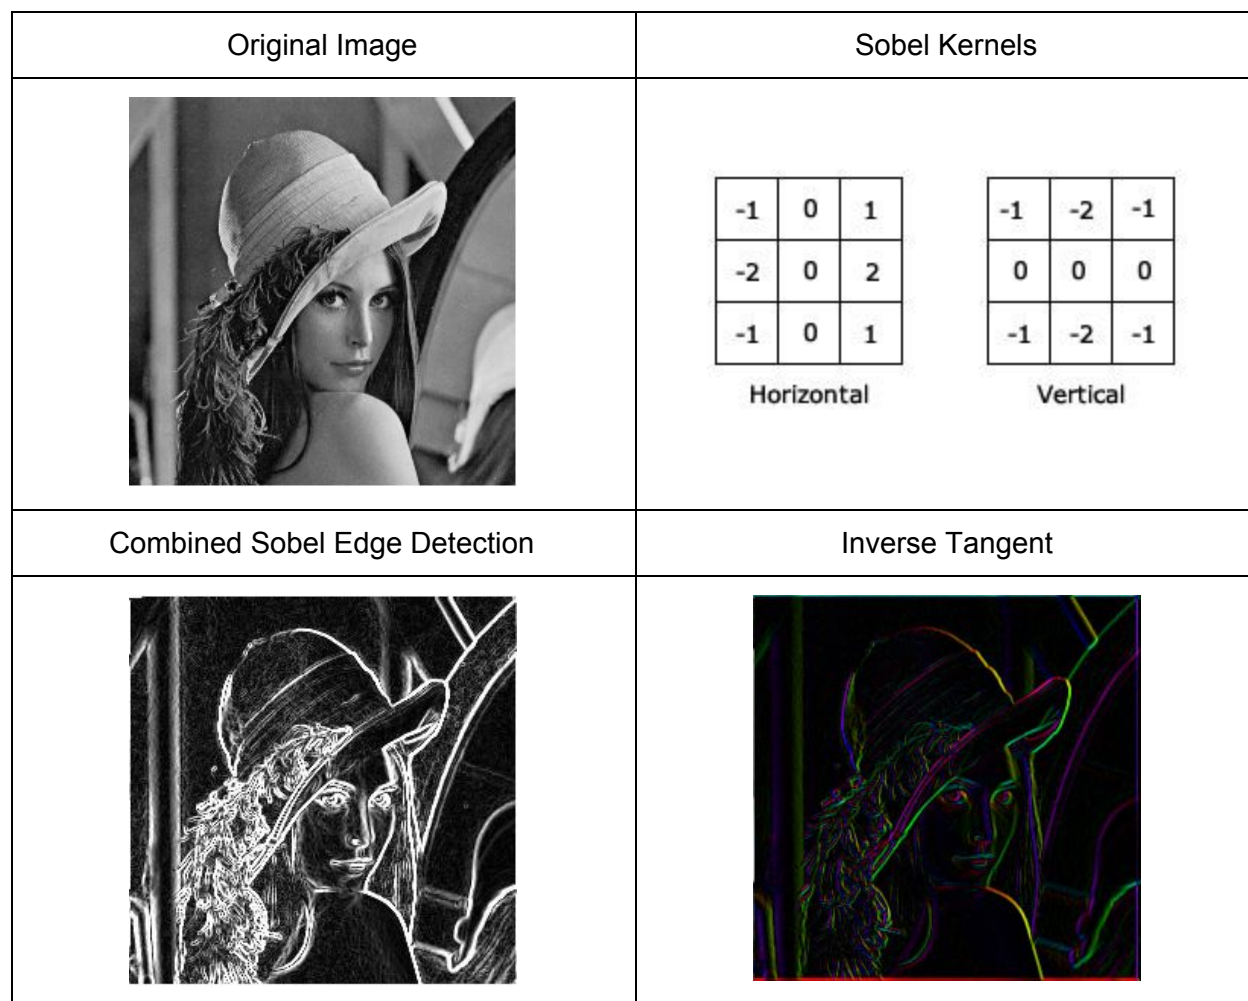 Original Image
Sobel Kernels
-1 0 1
-2 0 2
-1 0 1
Horizontal
-1 -2 -1
0 0 0
-1 -2 -1
Vertical
Combined Sobel Edge Detection
Inverse Tangent